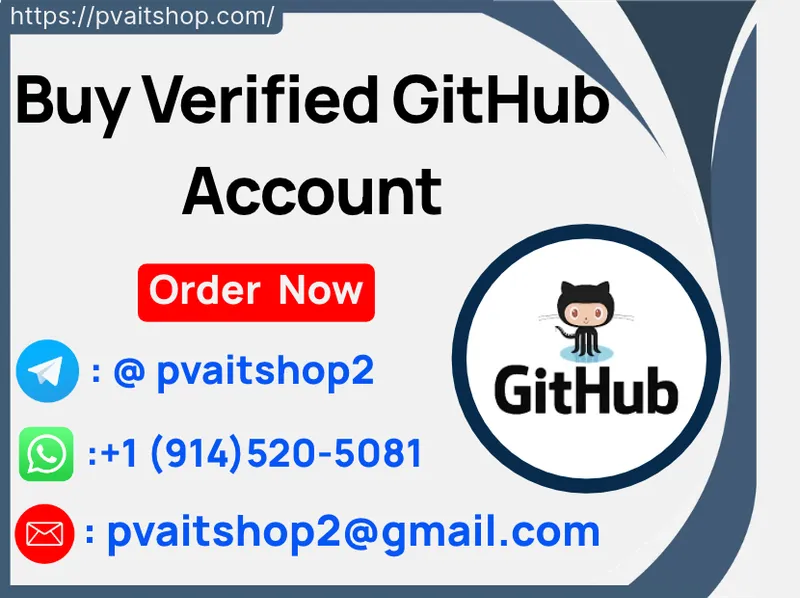 https://pvaitshop.com/
Buy Verified GitHub
Account
Order Now
: @ pvaitshop2
:+1 (914)520-5081
: pvaitshop2@gmail.com
GitHub